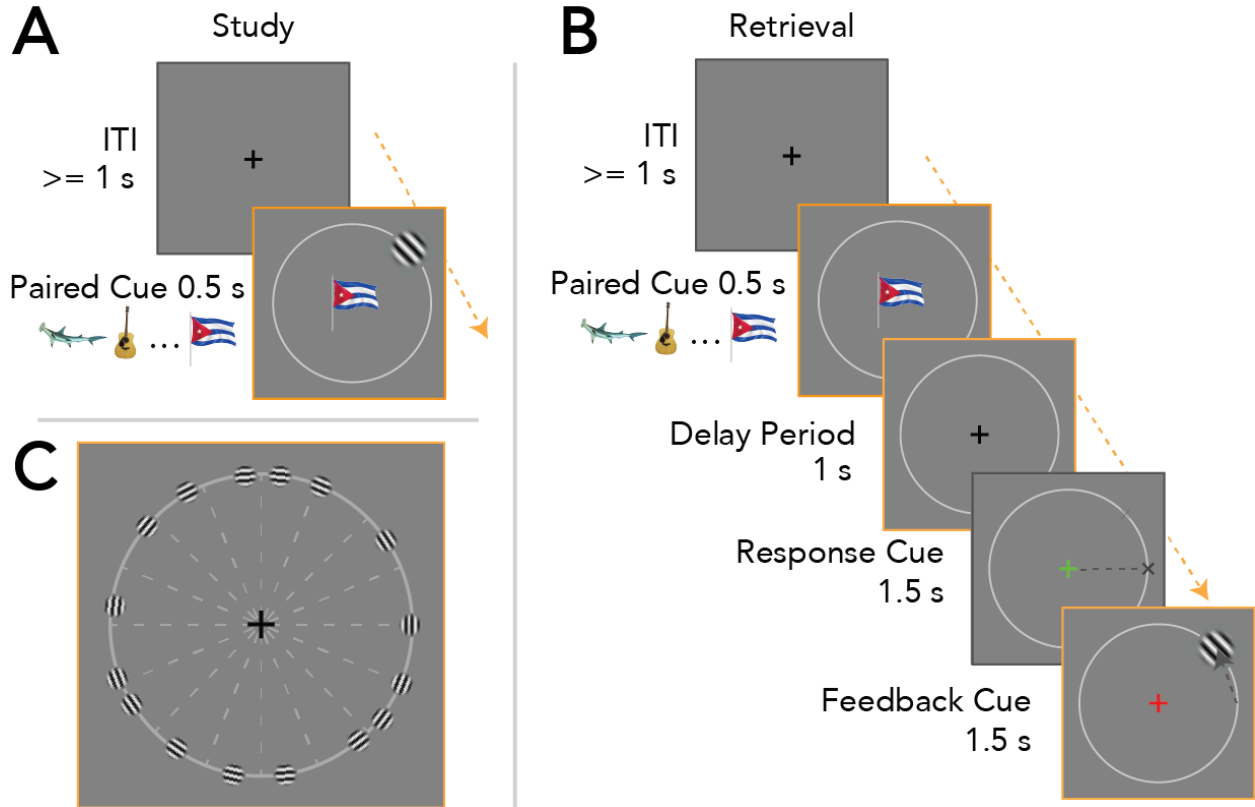 A
Study
ITI
>= 1 s
Paired Cue 0.5 s
...
C
B
Retrieval
ITI
>= 1 s
Paired Cue 0.5 s
...
Delay Period
1 s
Response Cue
1.5 s
Feedback Cue
1.5 s